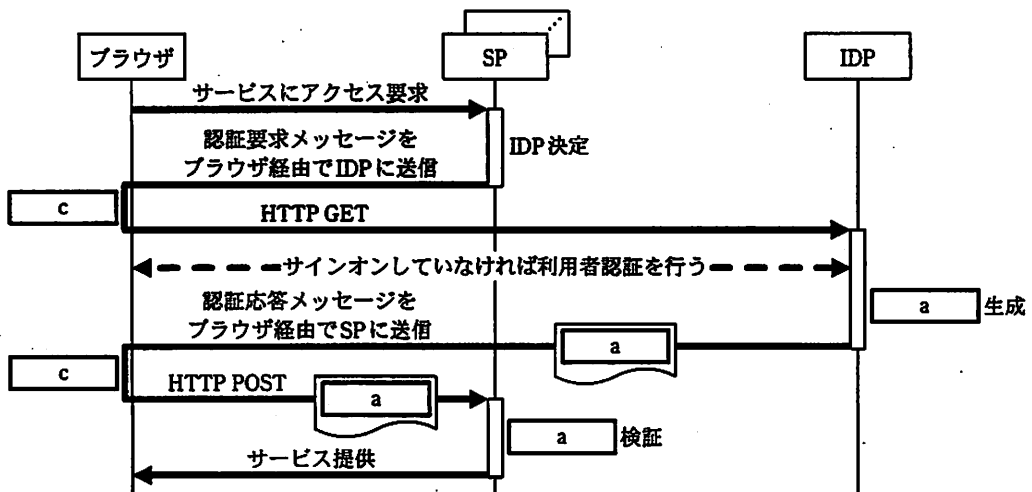 ブラウザ
SP
IDP
サービスにアクセス要求
認証要求メッセージを
ブラウザ経由でIDPに送信
IDP決定
c
HTTP GET
サインオンしていなければ利用者認証を行う
認証応答メッセージを
ブラウザ経由でSPに送信
a 生成
a
c
HTTP POST
a
a 検証
サービス提供